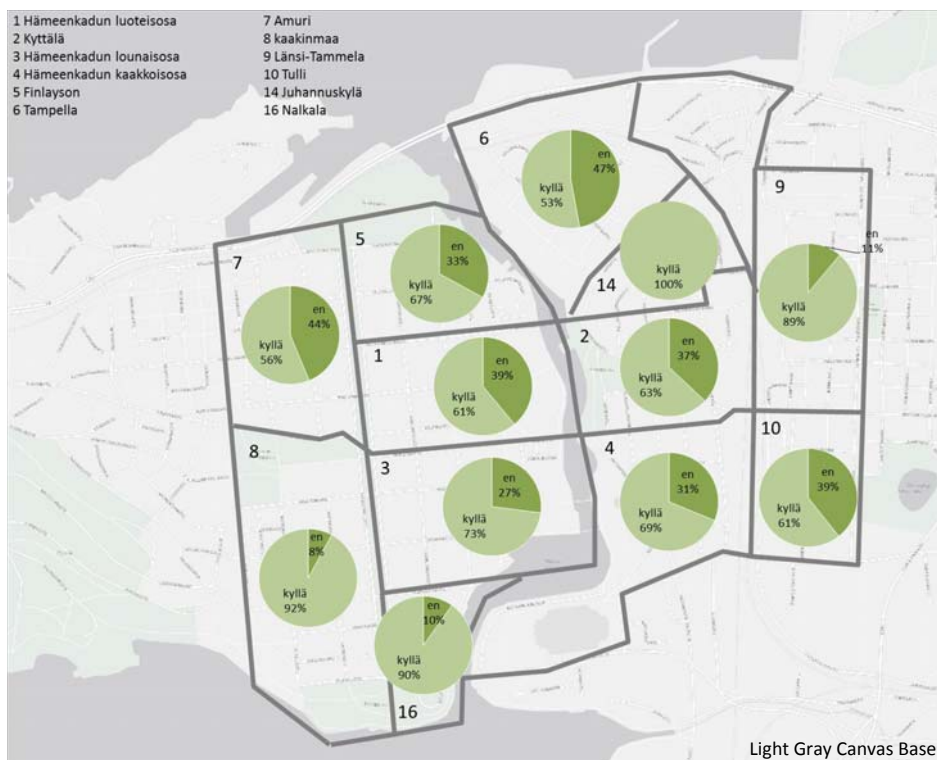 1 Hämeenkadun luoteisosa
2 Kyttälä
3 Hämeenkadun lounaisosa
4 Hämeenkadun kaakkoisosa
5 Finlayson
6 Tampella
7 Amuri
8 kaakinmaa
9 Länsi-Tammela
10 Tulli
14 Juhannuskylä
16 Nalkala
6
en
47%
kyllä
53%
9
en
11%
kyllä
89%
5
en
33%
kyllä
67%
14
kyllä
100%
7
en
44%
kyllä
56%
1
en
39%
kyllä
61%
2
en
37%
kyllä
63%
8
en
8%
kyllä
92%
3
en
27%
kyllä
73%
4
en
31%
kyllä
69%
10
en
39%
kyllä
61%
en
10%
kyllä
90%
16
Light Gray Canvas Base